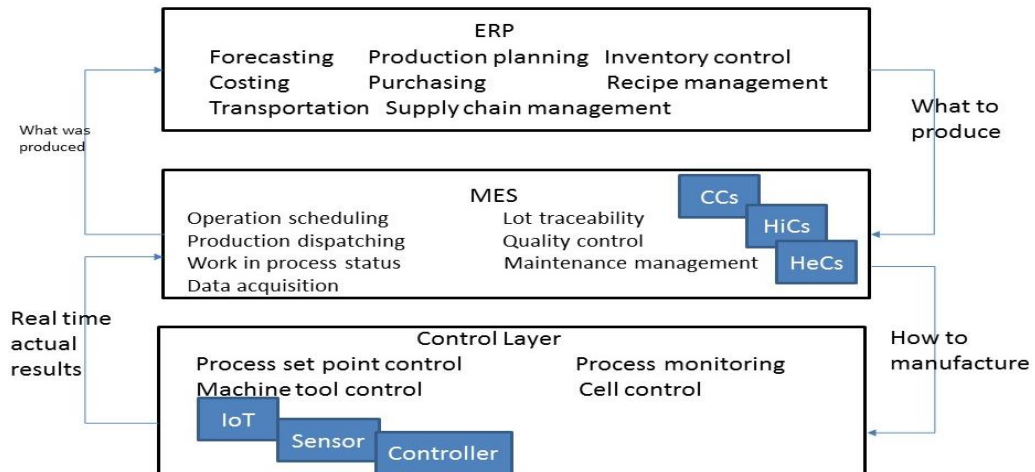 ERP
Forecasting Production planning Inventory control
Costing Purchasing Recipe management
Transportation Supply chain management
What was
produced
What to
produce
MES
Operation scheduling Lot traceability
Production dispatching Quality control
Work in process status Maintenance management
Data acquisition
CCs
HiCs
HeCs
Real time
actual
results
How to
manufacture
Control Layer
Process set point control Process monitoring
Machine tool control Cell control
IoT
Sensor
Controller